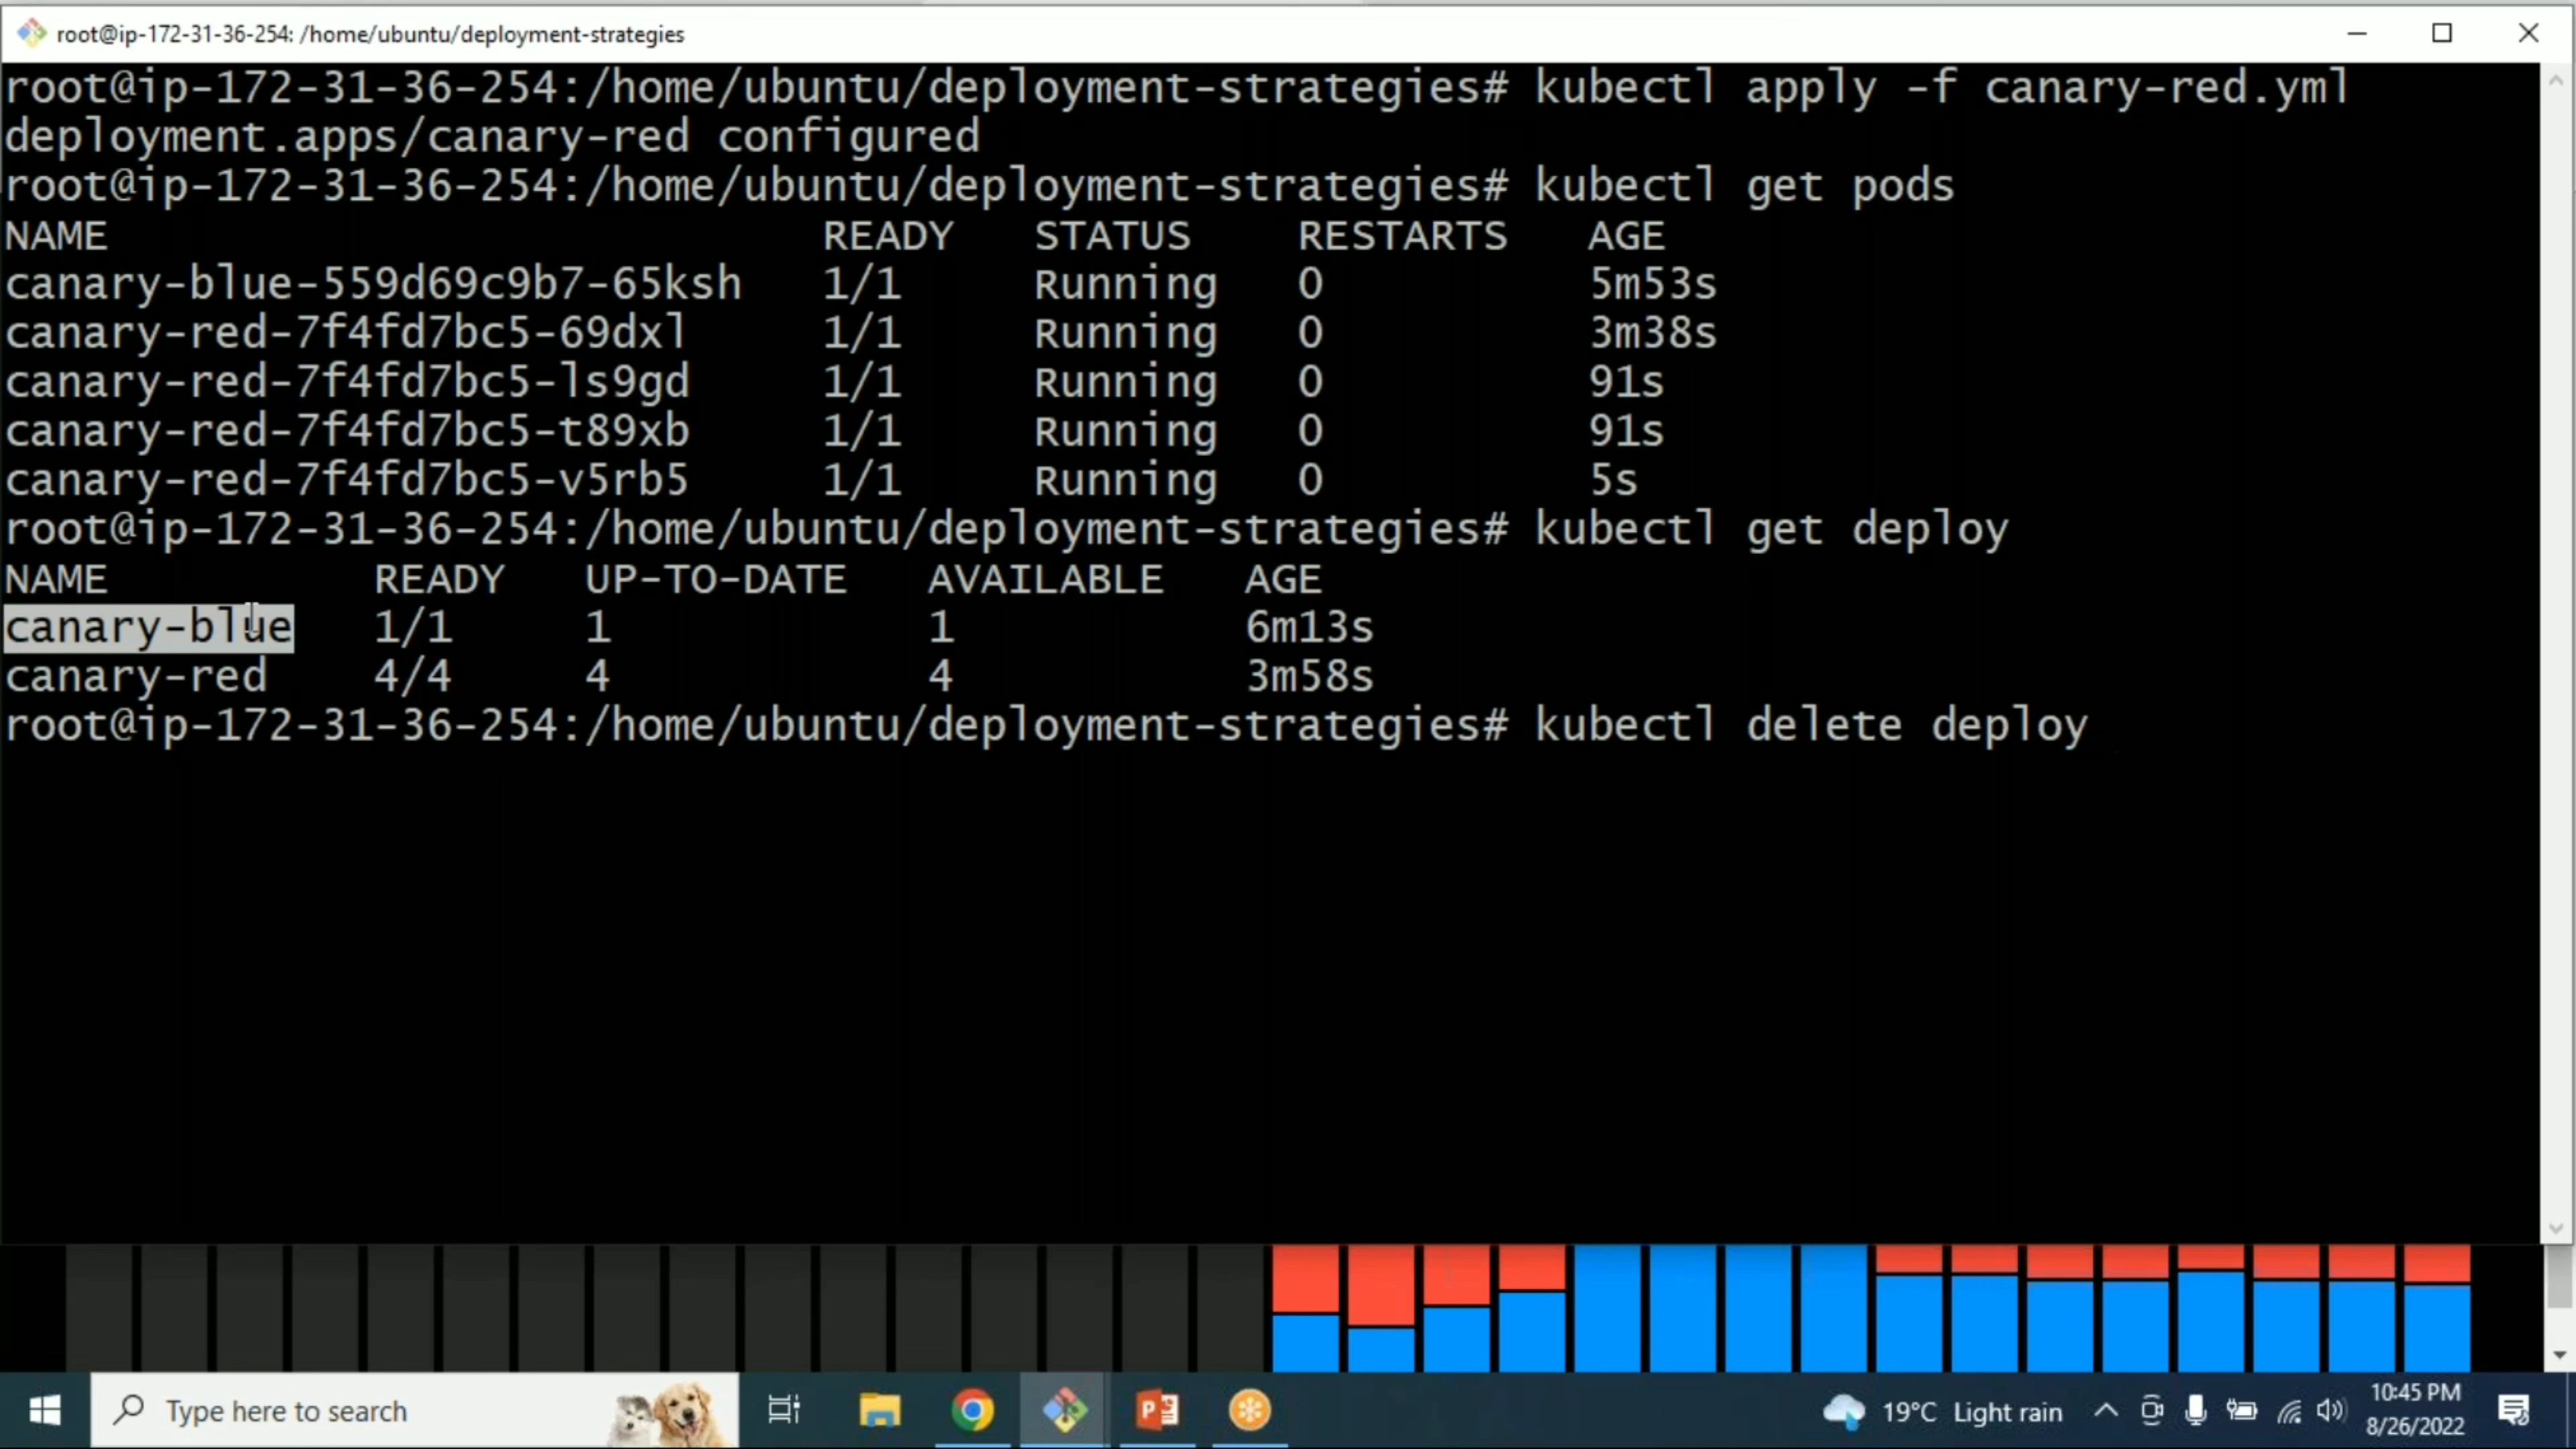 root@ip-172-31-36-254: /home/ubuntu/deployment-strategies
root@ip-172-31-36-254:/home/ubuntu/deployment-strategies# kubectl apply -f canary-red.yml
deployment.apps/canary-red configured
root@ip-172-31-36-254:/home/ubuntu/deployment-strategies# kubectl get pods
NAME READY STATUS RESTARTS AGE
canary-blue-559d69c9b7-65ksh 1/1 Running 0 5m53s
canary-red-7f4fd7bc5-69dxl 1/1 Running 0 3m38s
canary-red-7f4fd7bc5-ls9gd 1/1 Running 0 91s
canary-red-7f4fd7bc5-t89xb 1/1 Running 0 91s
canary-red-7f4fd7bc5-v5rb5 1/1 Running 0 5s
root@ip-172-31-36-254:/home/ubuntu/deployment-strategies# kubectl get deploy
NAME READY UP-TO-DATE AVAILABLE AGE
canary-blue 1/1 1 1 6m13s
canary-red 4/4 4 4 3m58s
root@ip-172-31-36-254:/home/ubuntu/deployment-strategies# kubectl delete deploy
Type here to search
19°C Light rain
10:45 PM
8/26/2022